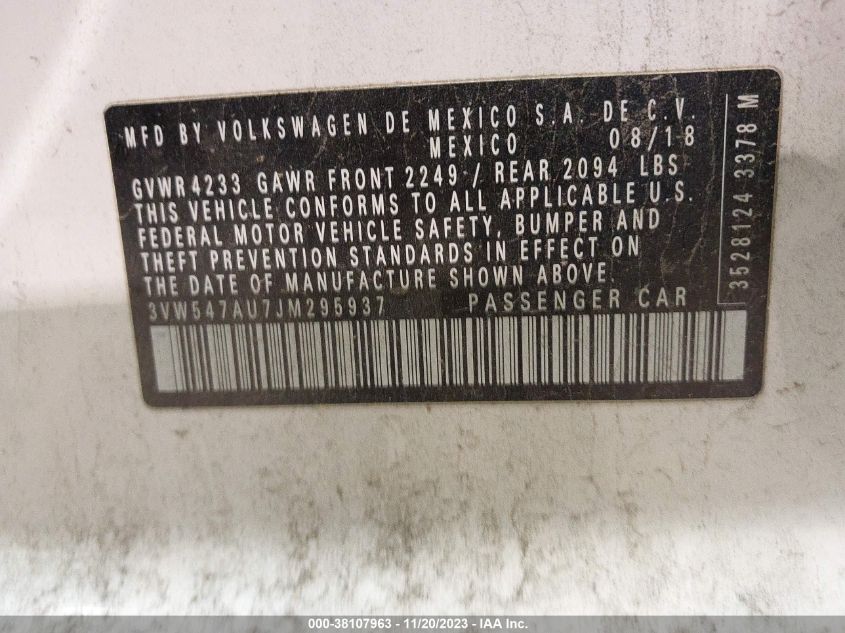 MFD BY VOLKSWAGEN DE MEXICO S.A. DE C.V.
MEXICO 08/18
GVWR 4233 GAWR FRONT 2249 / REAR 2094 LBS
THIS VEHICLE CONFORMS TO ALL APPLICABLE U.S.
FEDERAL MOTOR VEHICLE SAFETY, BUMPER AND
THEFT PREVENTION STANDARDS IN EFFECT ON
THE DATE OF MANUFACTURE SHOWN ABOVE.
3VW547AU7JM295937 PASSENGER CAR
3528124 3378 M
000-38107963 - 11/20/2023 - IAA Inc.